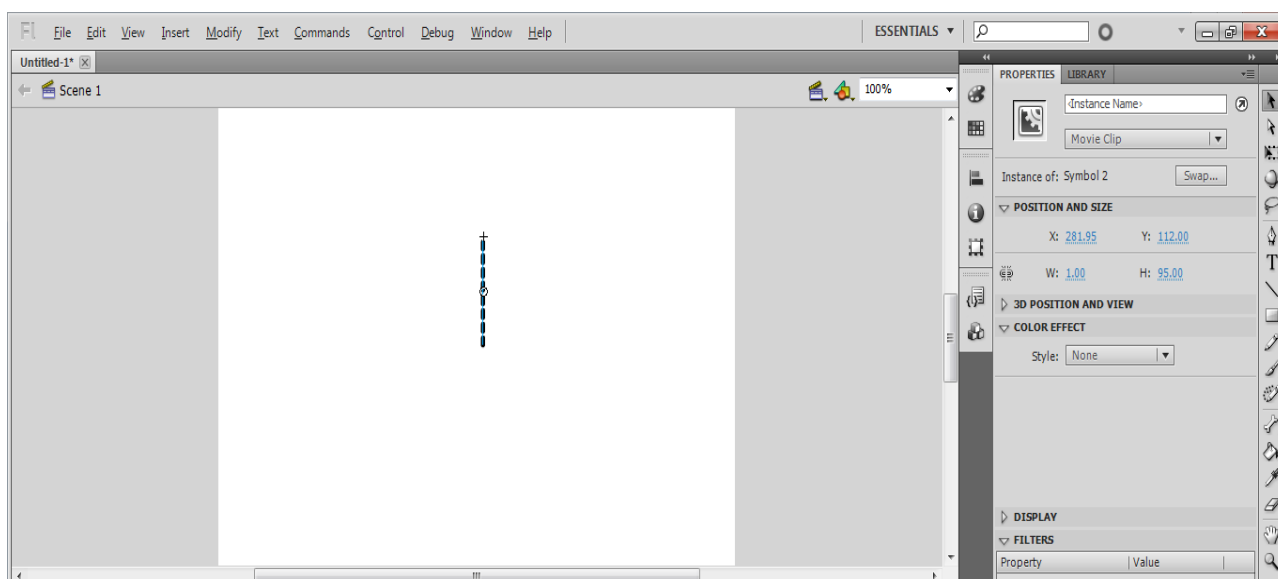 Fl File Edit View Insert Modify Text Commands Control Debug Window Help ESSENTIALS
Untitled-1*
Scene 1 100%
PROPERTIES LIBRARY
<Instance Name>
Movie Clip
Instance of: Symbol 2 Swap...
POSITION AND SIZE
X: 281.95 Y: 112.00
W: 1.00 H: 95.00
3D POSITION AND VIEW
COLOR EFFECT
Style: None
DISPLAY
FILTERS
Property Value